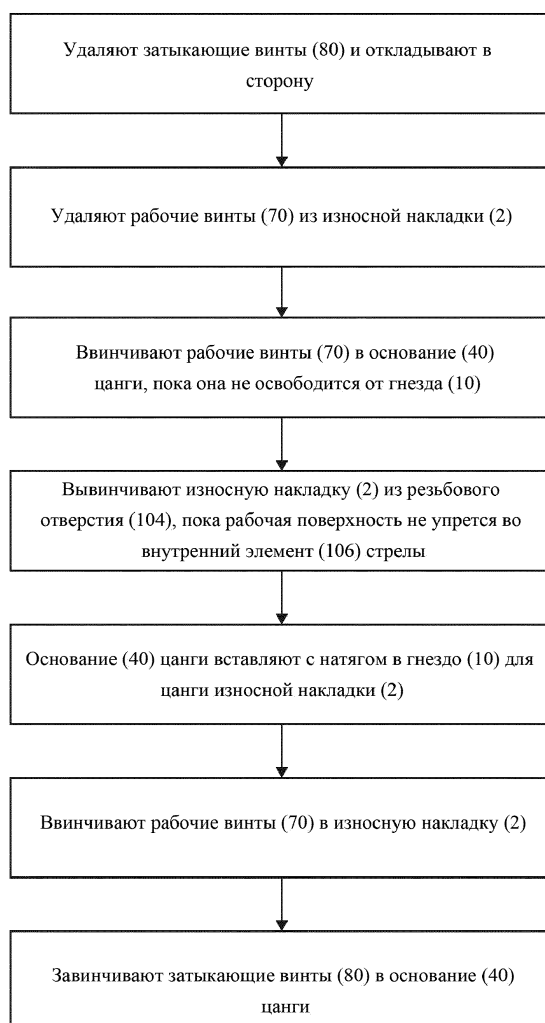 Удаляют затыкающие винты (80) и откладывают в
сторону
Удаляют рабочие винты (70) из износной накладки (2)
Ввинчивают рабочие винты (70) в основание (40)
цанги, пока она не освободится от гнезда (10)
Вывинчивают износную накладку (2) из резьбового
отверстия (104), пока рабочая поверхность не упрется во
внутренний элемент (106) стрелы
Основание (40) цанги вставляют с натягом в гнездо (10) для
цанги износной накладки (2)
Ввинчивают рабочие винты (70) в износную накладку (2)
Завинчивают затыкающие винты (80) в основание (40)
цанги